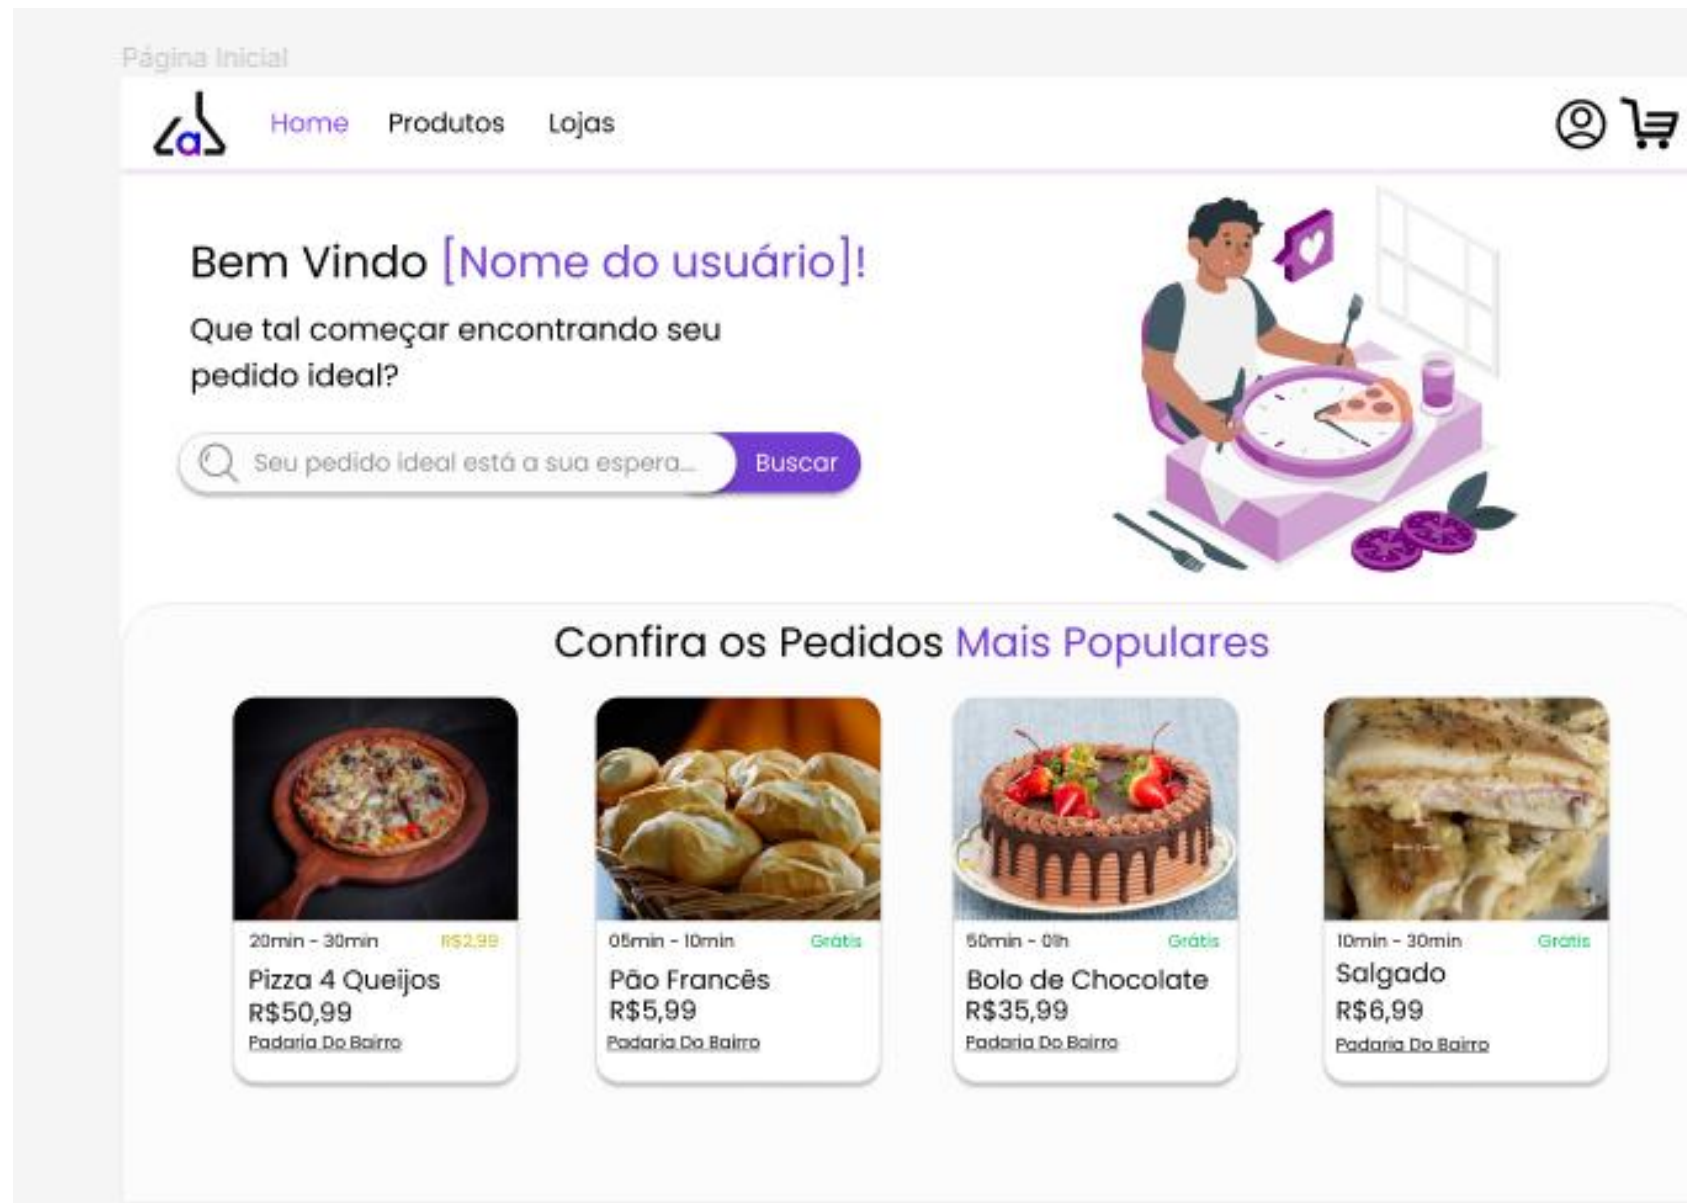 Página Inicial
a
Home Produtos Lojas
Bem Vindo [Nome do usuário]!
Que tal começar encontrando seu
pedido ideal?
Seu pedido ideal está a sua espera... Buscar
Confira os Pedidos Mais Populares
20min - 30min R$2,99
Pizza 4 Queijos
R$50,99
Padaria Do Bairro
05min - 10min Grátis
Pão Francês
R$5,99
Padaria Do Bairro
50min - 01h Grátis
Bolo de Chocolate
R$35,99
Padaria Do Bairro
10min - 30min Grátis
Salgado
R$6,99
Padaria Do Bairro